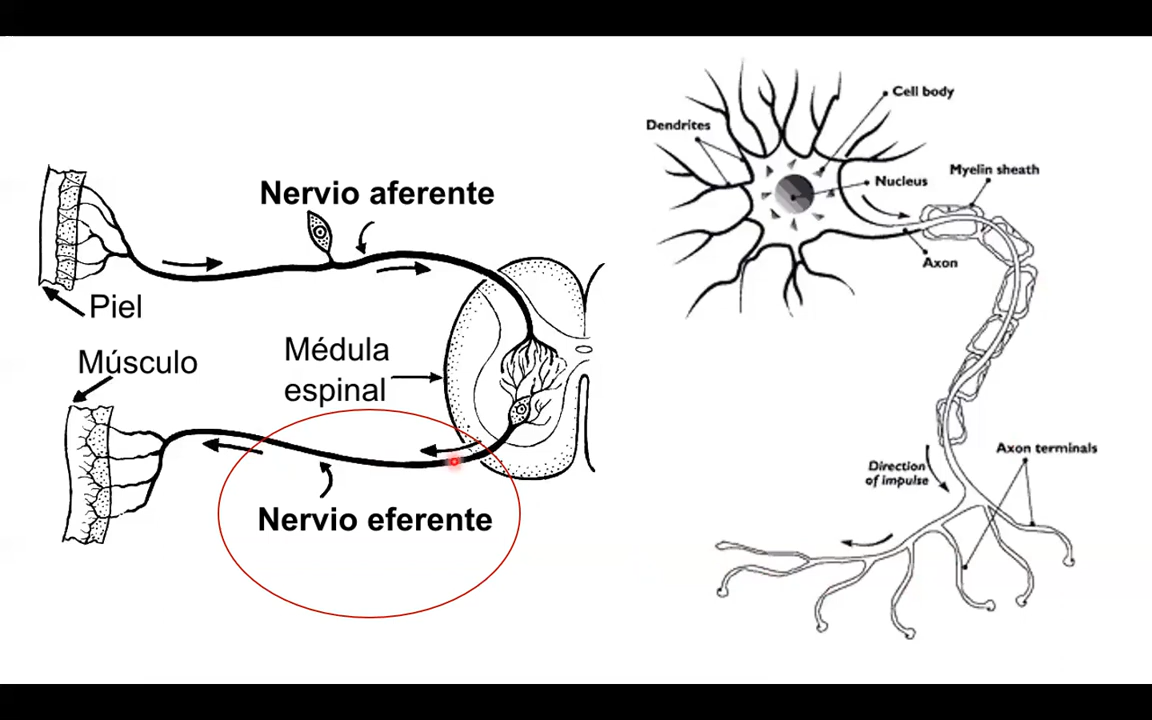 Nervio aferente
Piel
Músculo
Médula
espinal
Nervio eferente
Cell body
Dendrites
Nucleus
Myelin sheath
Axon
Axon terminals
Direction
of impulse